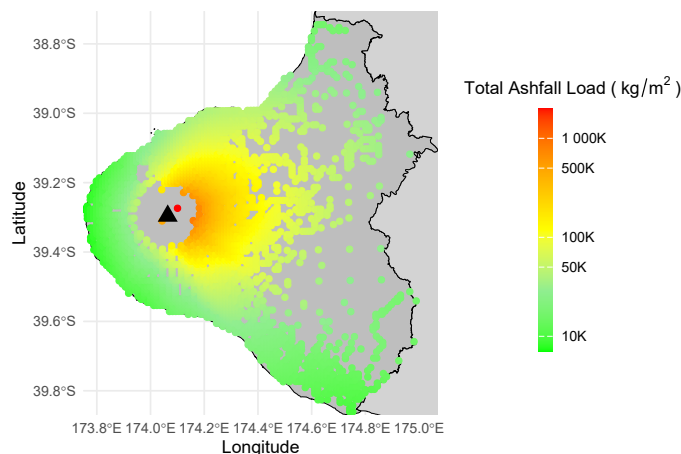 Total Ashfall Load ( kg/m² )
38.8°S
39.0°S
39.2°S
39.4°S
39.6°S
39.8°S
Latitude
1 000K
500K
100K
50K
10K
173.8°E 174.0°E 174.2°E 174.4°E 174.6°E 174.8°E 175.0°E
Longitude